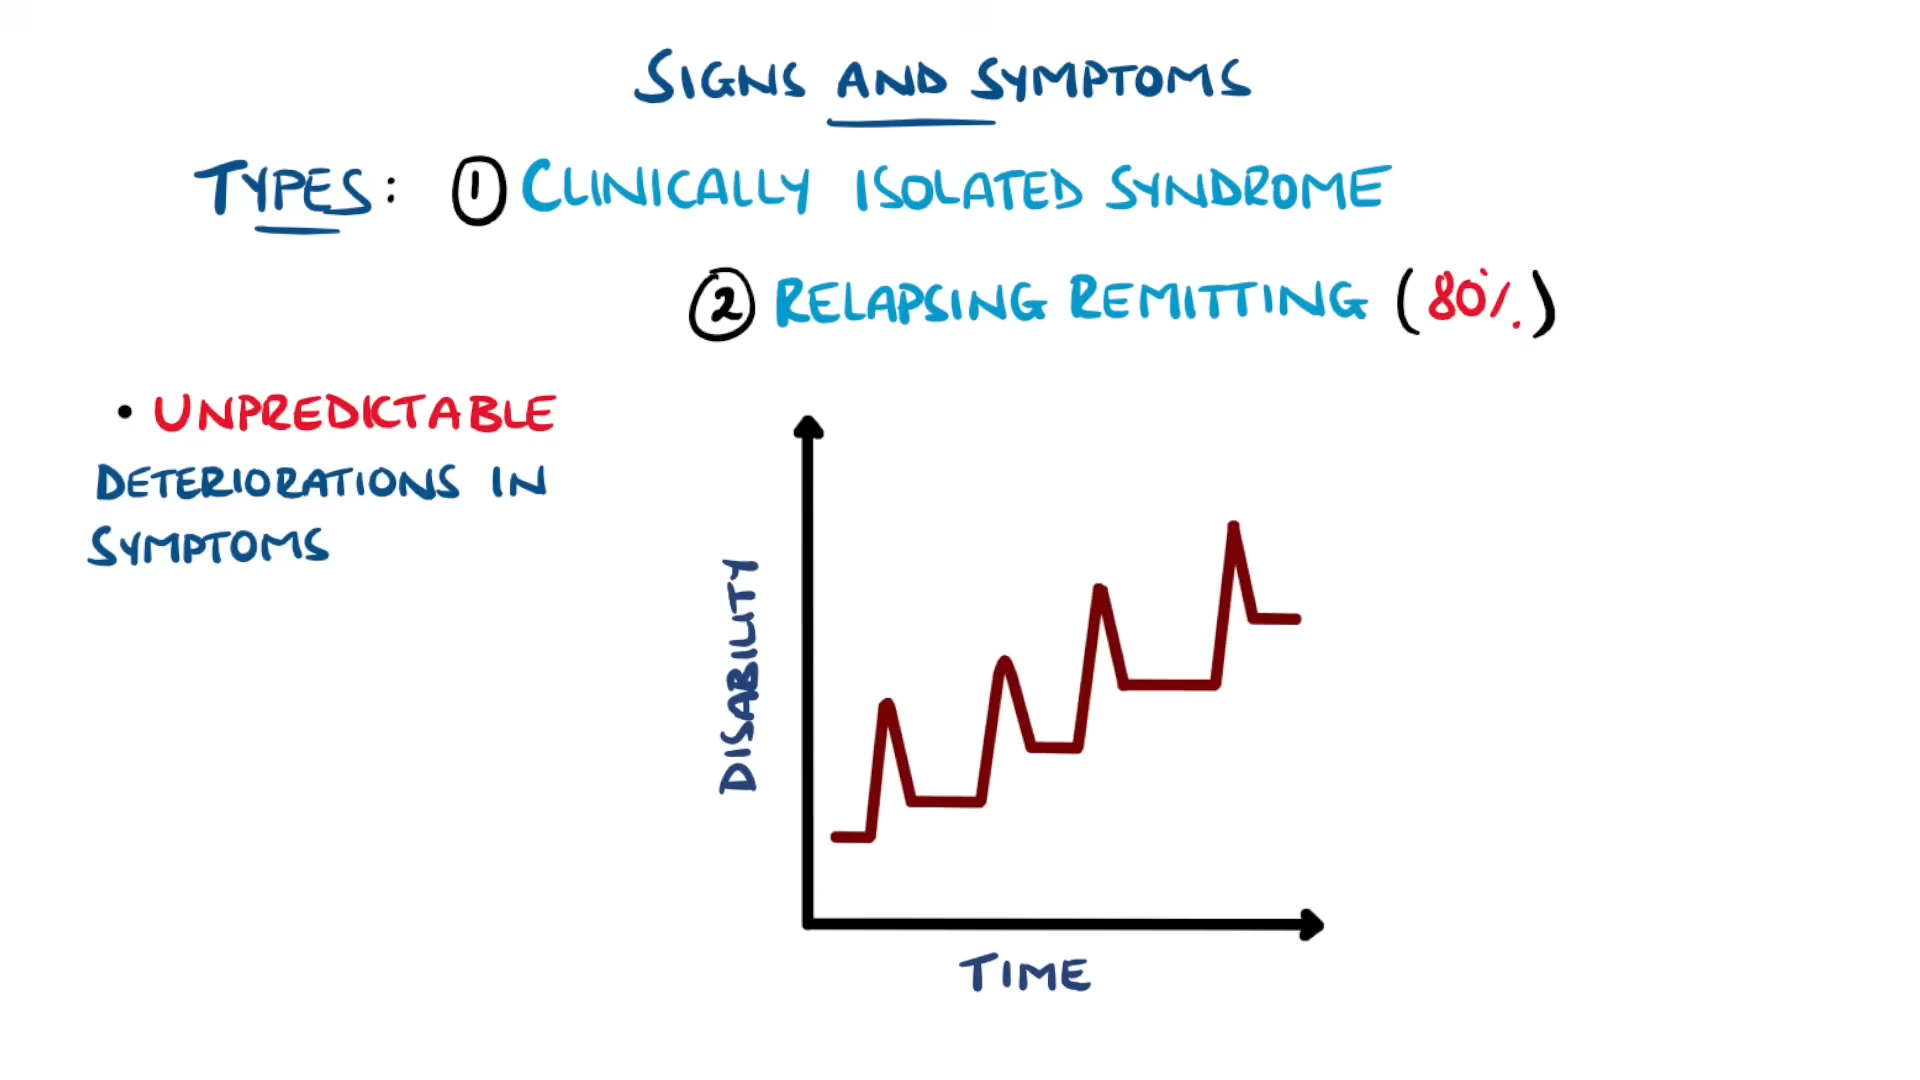 SIGNS AND SYMPTOMS
TYPES: ① CLINICALLY ISOLATED SYNDROME
② RELAPSING REMITTING (80%)
• UNPREDICTABLE
DETERIORATIONS IN
SYMPTOMS
DISABILITY
TIME